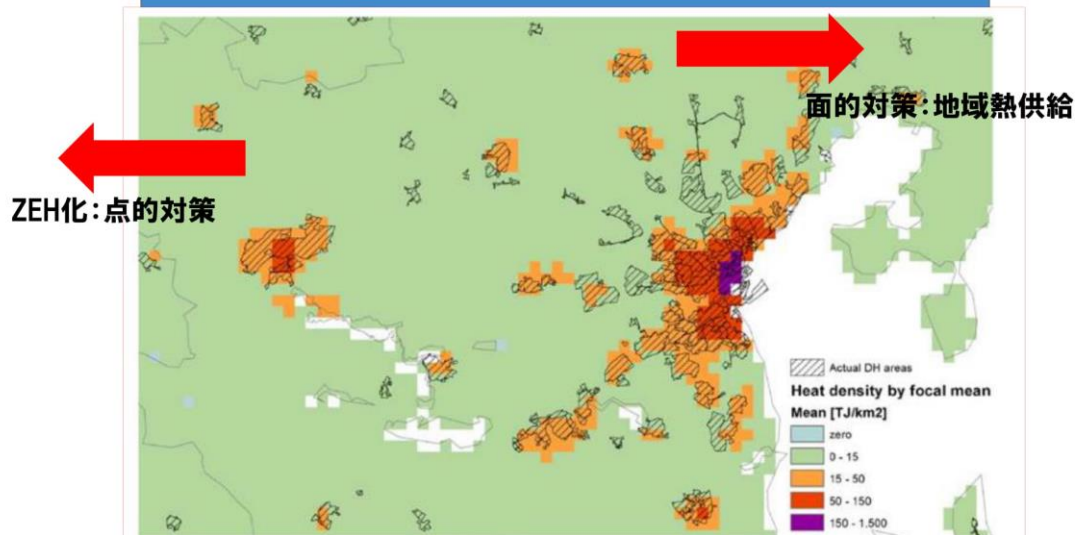 面的対策：地域熱供給
ZEH化：点的対策
Actual DH areas
Heat density by focal mean
Mean [TJ/km2]
zero
0 - 15
15 - 50
50 - 150
150 - 1.500